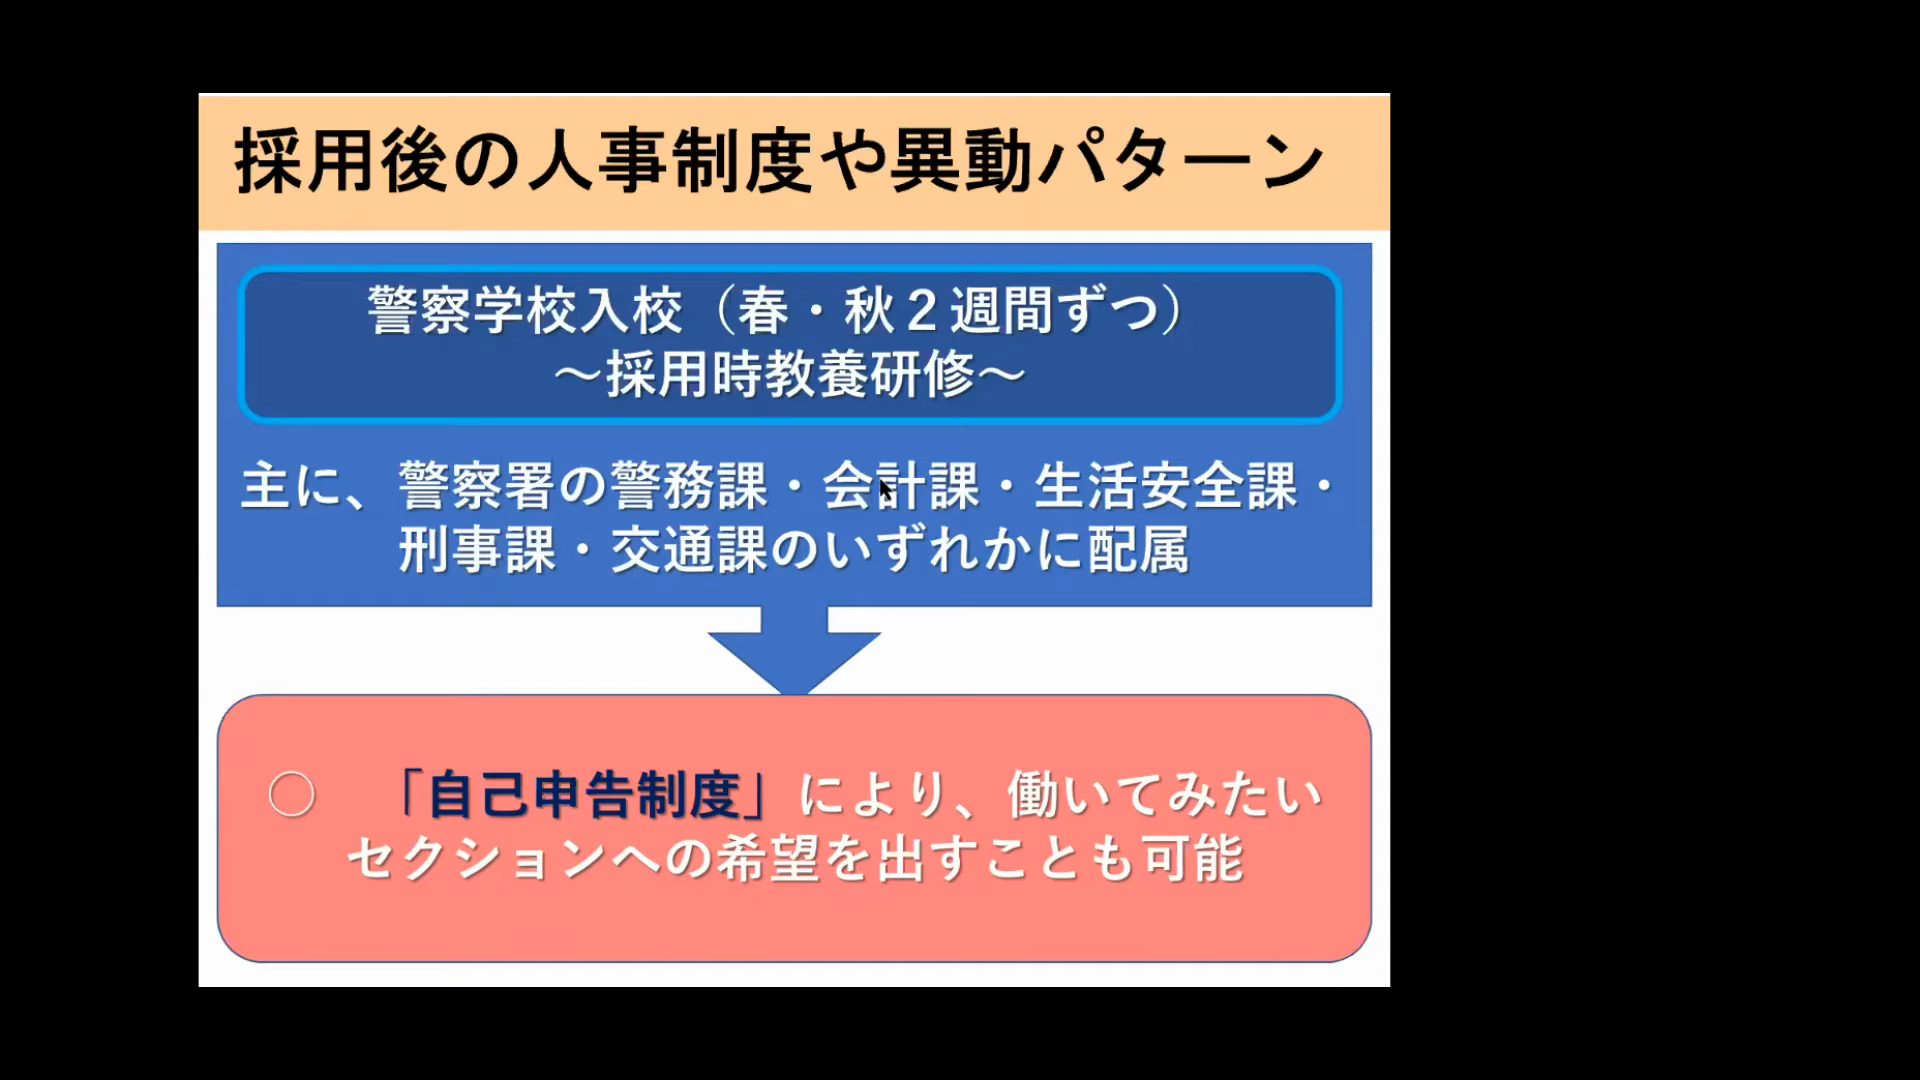 採用後の人事制度や異動パターン
警察学校入校（春・秋２週間ずつ）
～採用時教養研修～
主に、警察署の警務課・会計課・生活安全課・
刑事課・交通課のいずれかに配属
○　「自己申告制度」により、働いてみたい
セクションへの希望を出すことも可能